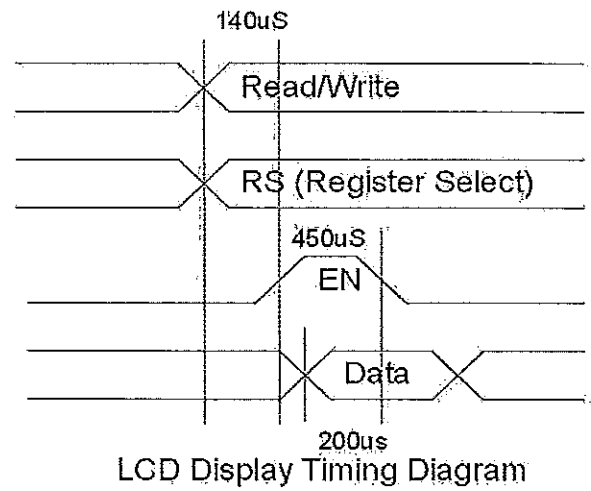 140uS
Read/Write
RS (Register Select)
450uS
EN
Data
200us
LCD Display Timing Diagram